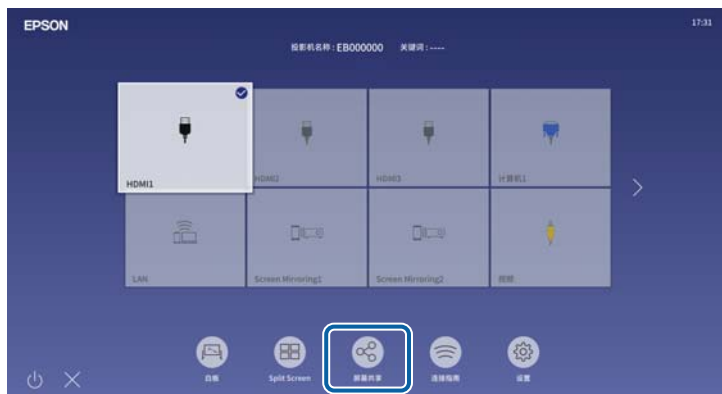 EPSON
17:31
投影机名称 : EB000000 关键词 : ----
HDMI1
HDMI2
HDMI3
计算机1
LAN
Screen Mirroring1
Screen Mirroring2
视频
白板
Split Screen
屏幕共享
连接指南
设置